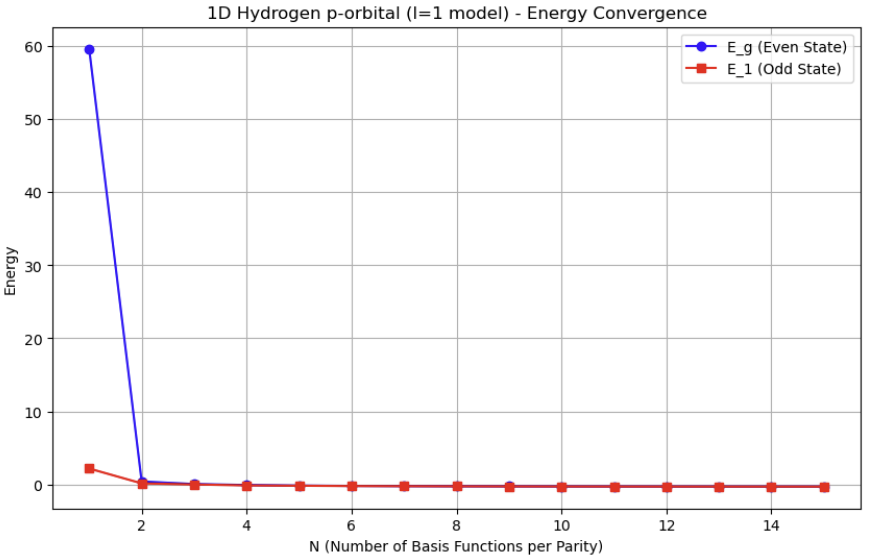 1D Hydrogen p-orbital (l=1 model) - Energy Convergence
E_g (Even State)
E_1 (Odd State)
60
50
40
30
20
10
0
Energy
2 4 6 8 10 12 14
N (Number of Basis Functions per Parity)